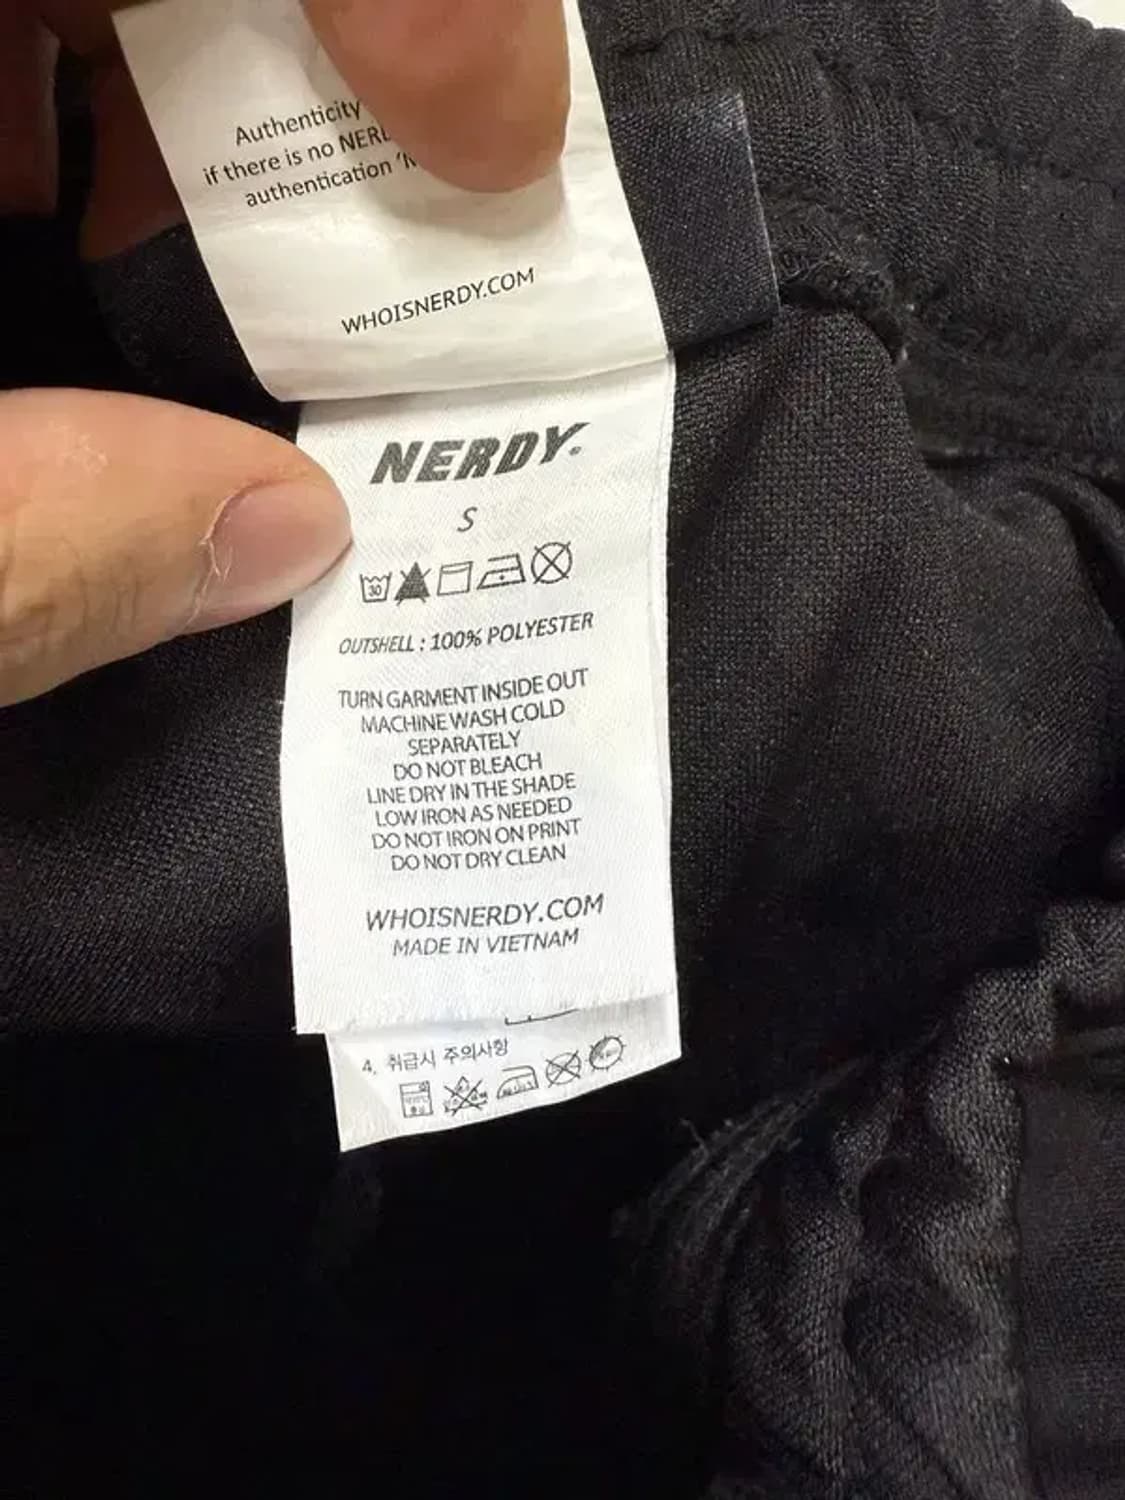 Authenticity
if there is no
authentication
WHOISNERDY.COM
NERDY.
S
30
OUTSHELL : 100% POLYESTER
TURN GARMENT INSIDE OUT
MACHINE WASH COLD
SEPARATELY
DO NOT BLEACH
LINE DRY IN THE SHADE
LOW IRON AS NEEDED
DO NOT IRON ON PRINT
DO NOT DRY CLEAN
WHOISNERDY.COM
MADE IN VIETNAM
4. 취급시 주의사항